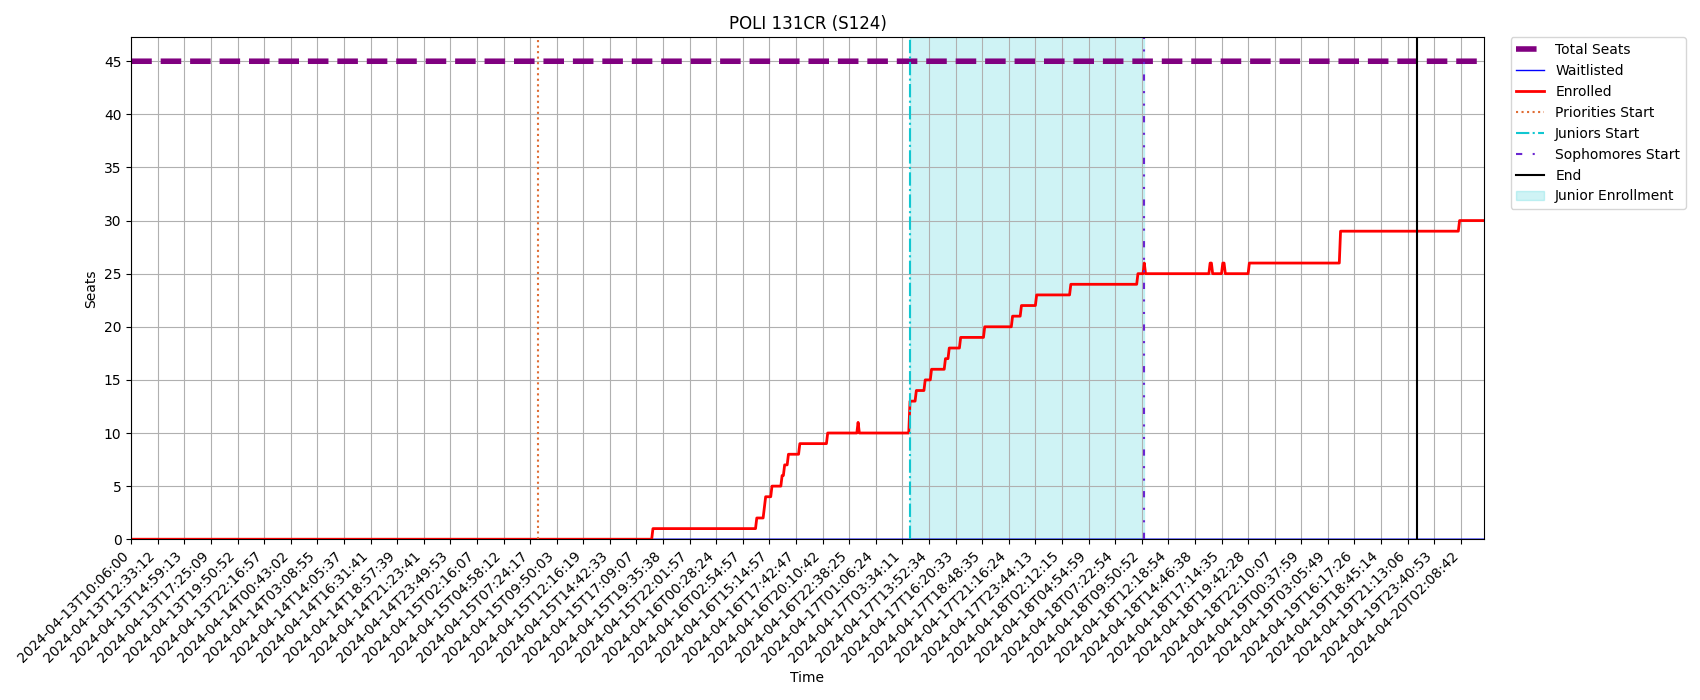 POLI 131CR (S124)
Total Seats
Waitlisted
Enrolled
Priorities Start
Juniors Start
Sophomores Start
End
Junior Enrollment
Seats
45
40
35
30
25
20
15
10
5
0
2024-04-13T10:06:00
2024-04-13T12:33:12
2024-04-13T14:59:13
2024-04-13T17:25:09
2024-04-13T19:50:52
2024-04-13T22:16:57
2024-04-14T00:43:02
2024-04-14T03:08:55
2024-04-14T14:05:37
2024-04-14T16:31:41
2024-04-14T18:57:39
2024-04-14T21:23:41
2024-04-14T23:49:53
2024-04-15T02:16:07
2024-04-15T04:58:12
2024-04-15T07:24:17
2024-04-15T09:50:03
2024-04-15T12:16:19
2024-04-15T14:42:33
2024-04-15T17:09:07
2024-04-15T19:35:38
2024-04-15T22:01:57
2024-04-16T00:28:24
2024-04-16T02:54:57
2024-04-16T15:14:57
2024-04-16T17:42:47
2024-04-16T20:10:42
2024-04-16T22:38:25
2024-04-17T01:06:24
2024-04-17T03:34:11
2024-04-17T13:52:34
2024-04-17T16:20:33
2024-04-17T18:48:35
2024-04-17T21:16:24
2024-04-17T23:44:13
2024-04-18T02:12:15
2024-04-18T04:54:59
2024-04-18T07:22:54
2024-04-18T09:50:52
2024-04-18T12:18:54
2024-04-18T14:46:38
2024-04-18T17:14:35
2024-04-18T19:42:28
2024-04-18T22:10:07
2024-04-19T00:37:59
2024-04-19T03:05:49
2024-04-19T16:17:26
2024-04-19T18:45:14
2024-04-19T21:13:06
2024-04-19T23:40:53
2024-04-20T02:08:42
Time